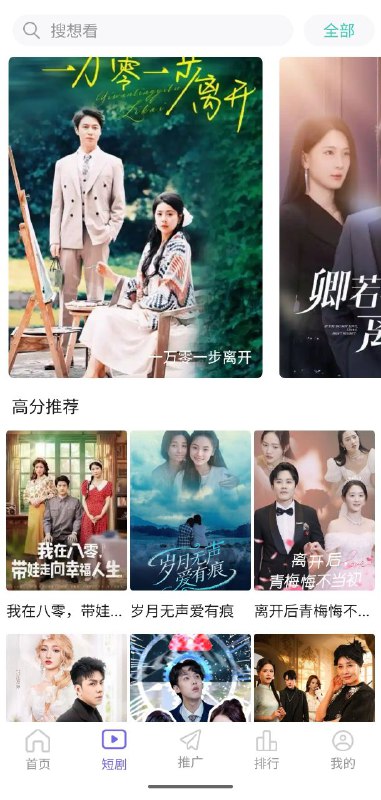 搜想看
全部
一万零一步
离开
Yiwanlingyibu
Likai
一万零一步离开
卿若
离
高分推荐
我在八零，
带娃走向幸福人生
岁月无声
爱有痕
离开后
青梅悔不当初
我在八零，带娃...
岁月无声爱有痕
离开后青梅悔不...
首页
短剧
推广
排行
我的